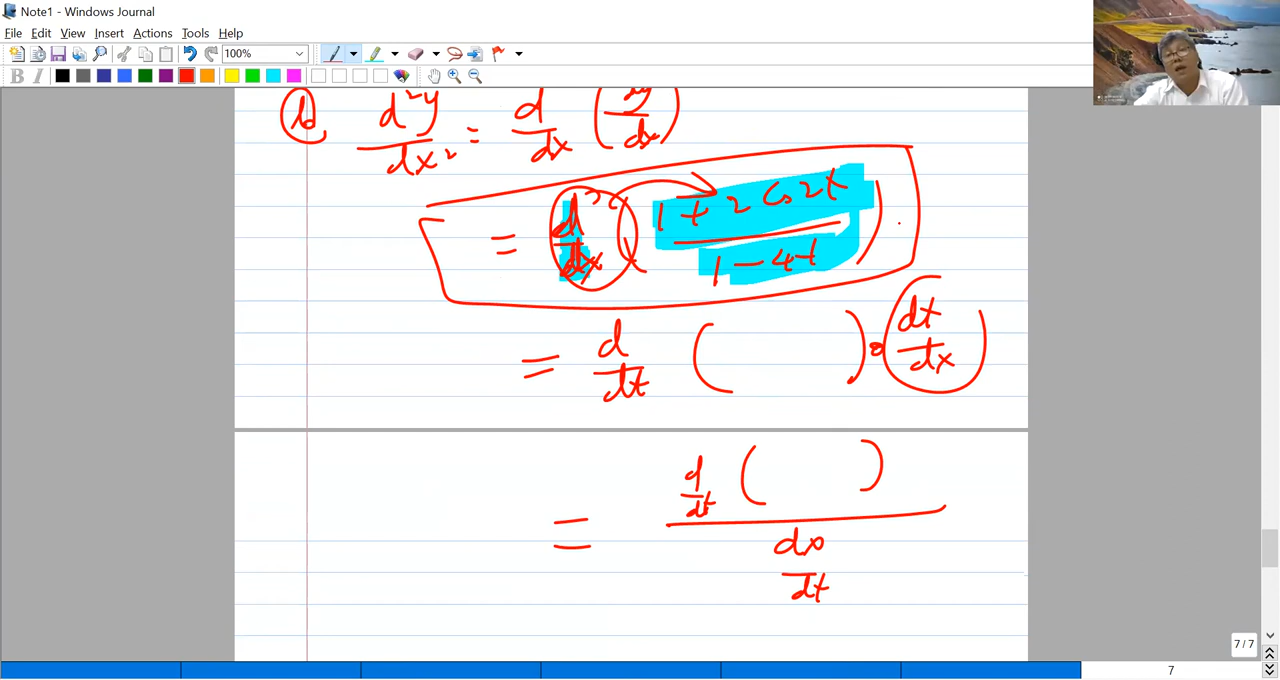 Note1 - Windows Journal
File Edit View Insert Actions Tools Help
100%
B I
(b) d²y/dx² = d/dx (dy/dx)
= d/dx ( (1 + 2 cos 2t)/(1 - 4t) )
= d/dt ( ) • dt/dx
= d/dt ( ) / dx/dt
7 / 7
7